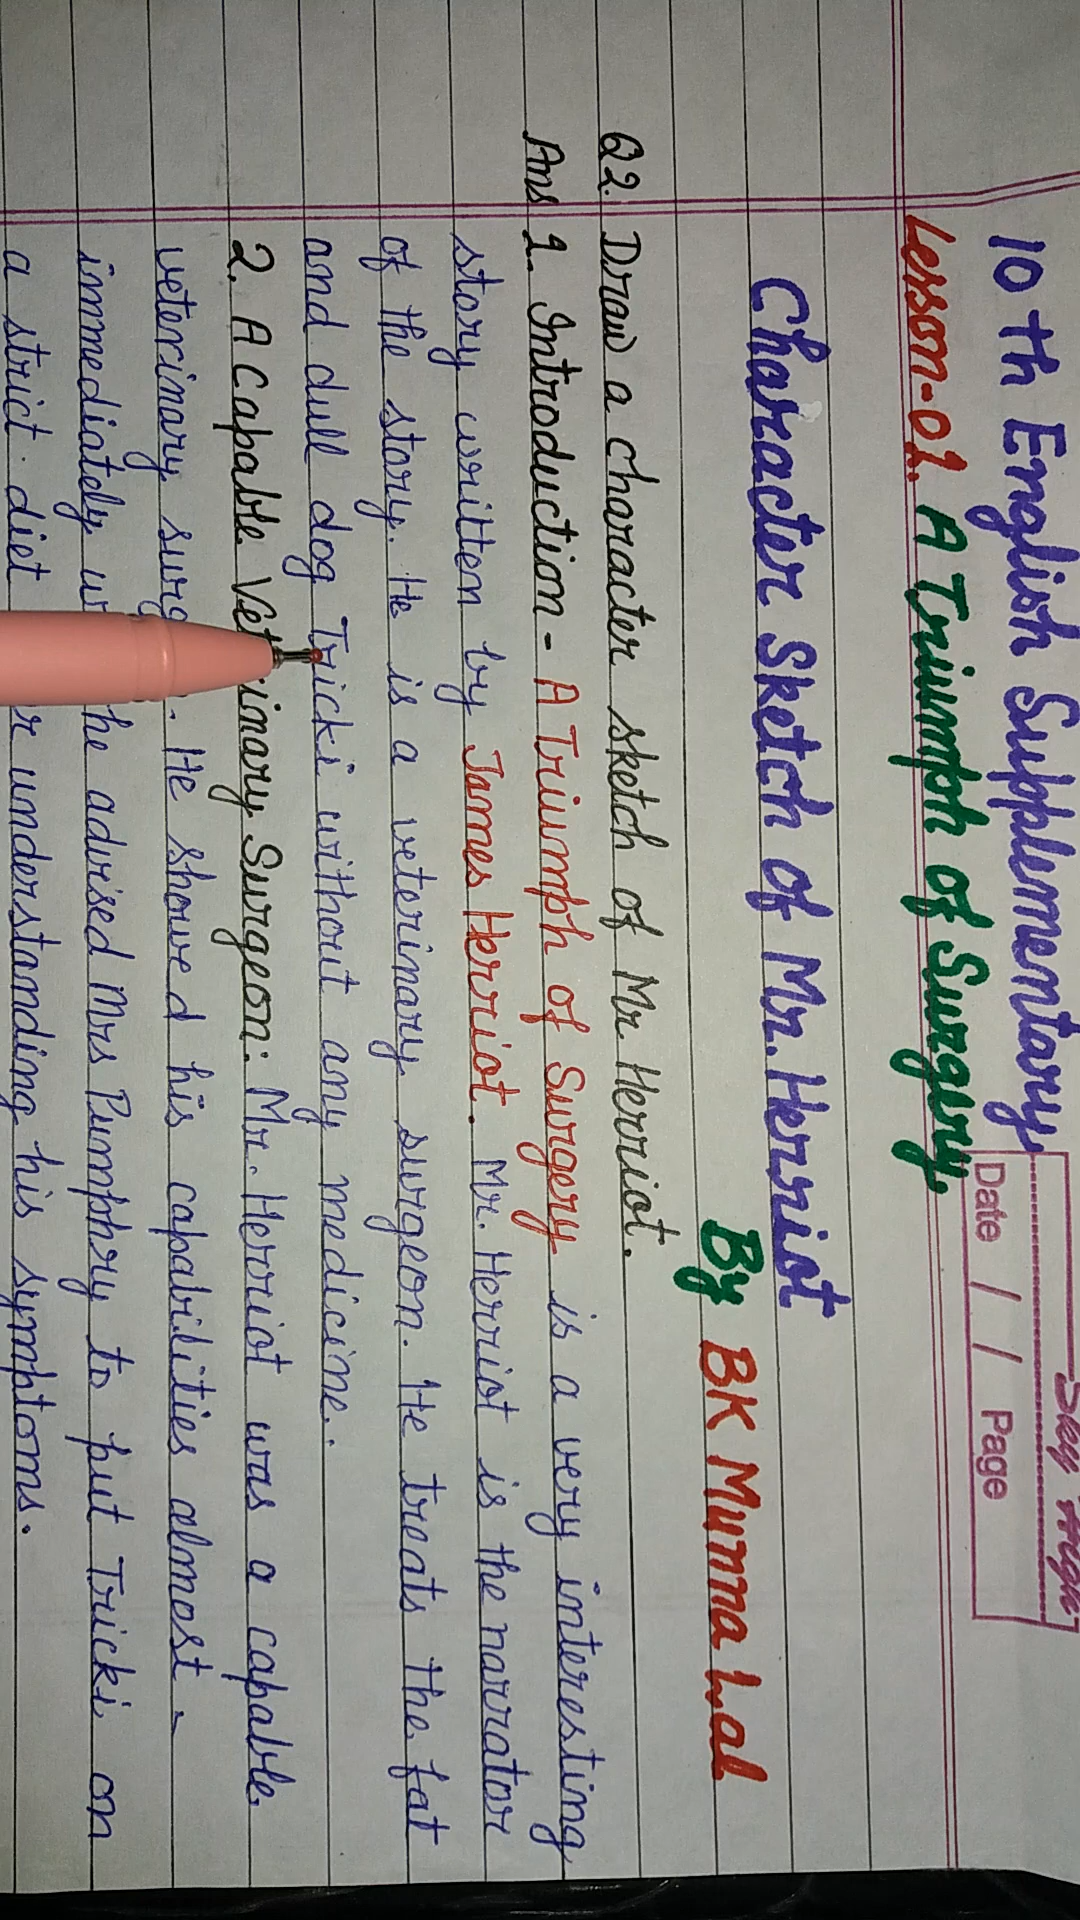 10th English Supplementary
Date / / Page
Lesson-01. A Triumph of Surgery
Character Sketch of Mr. Herriot
By BK Munna Lal
Q2. Draw a character sketch of Mr. Herriot.
Ans 1. Introduction - A Triumph of Surgery is a very interesting
story written by James Herriot. Mr. Herriot is the narrator
of the story. He is a veterinary surgeon. He treats the fat
and dull dog Tricki without any medicine.
2. A Capable Vet inary Surgeon: Mr. Herriot was a capable
veterinary surg . He showed his capabilities almost -
immediately he advised Mrs Pumphry to put Tricki on
a strict diet understanding his symptoms.